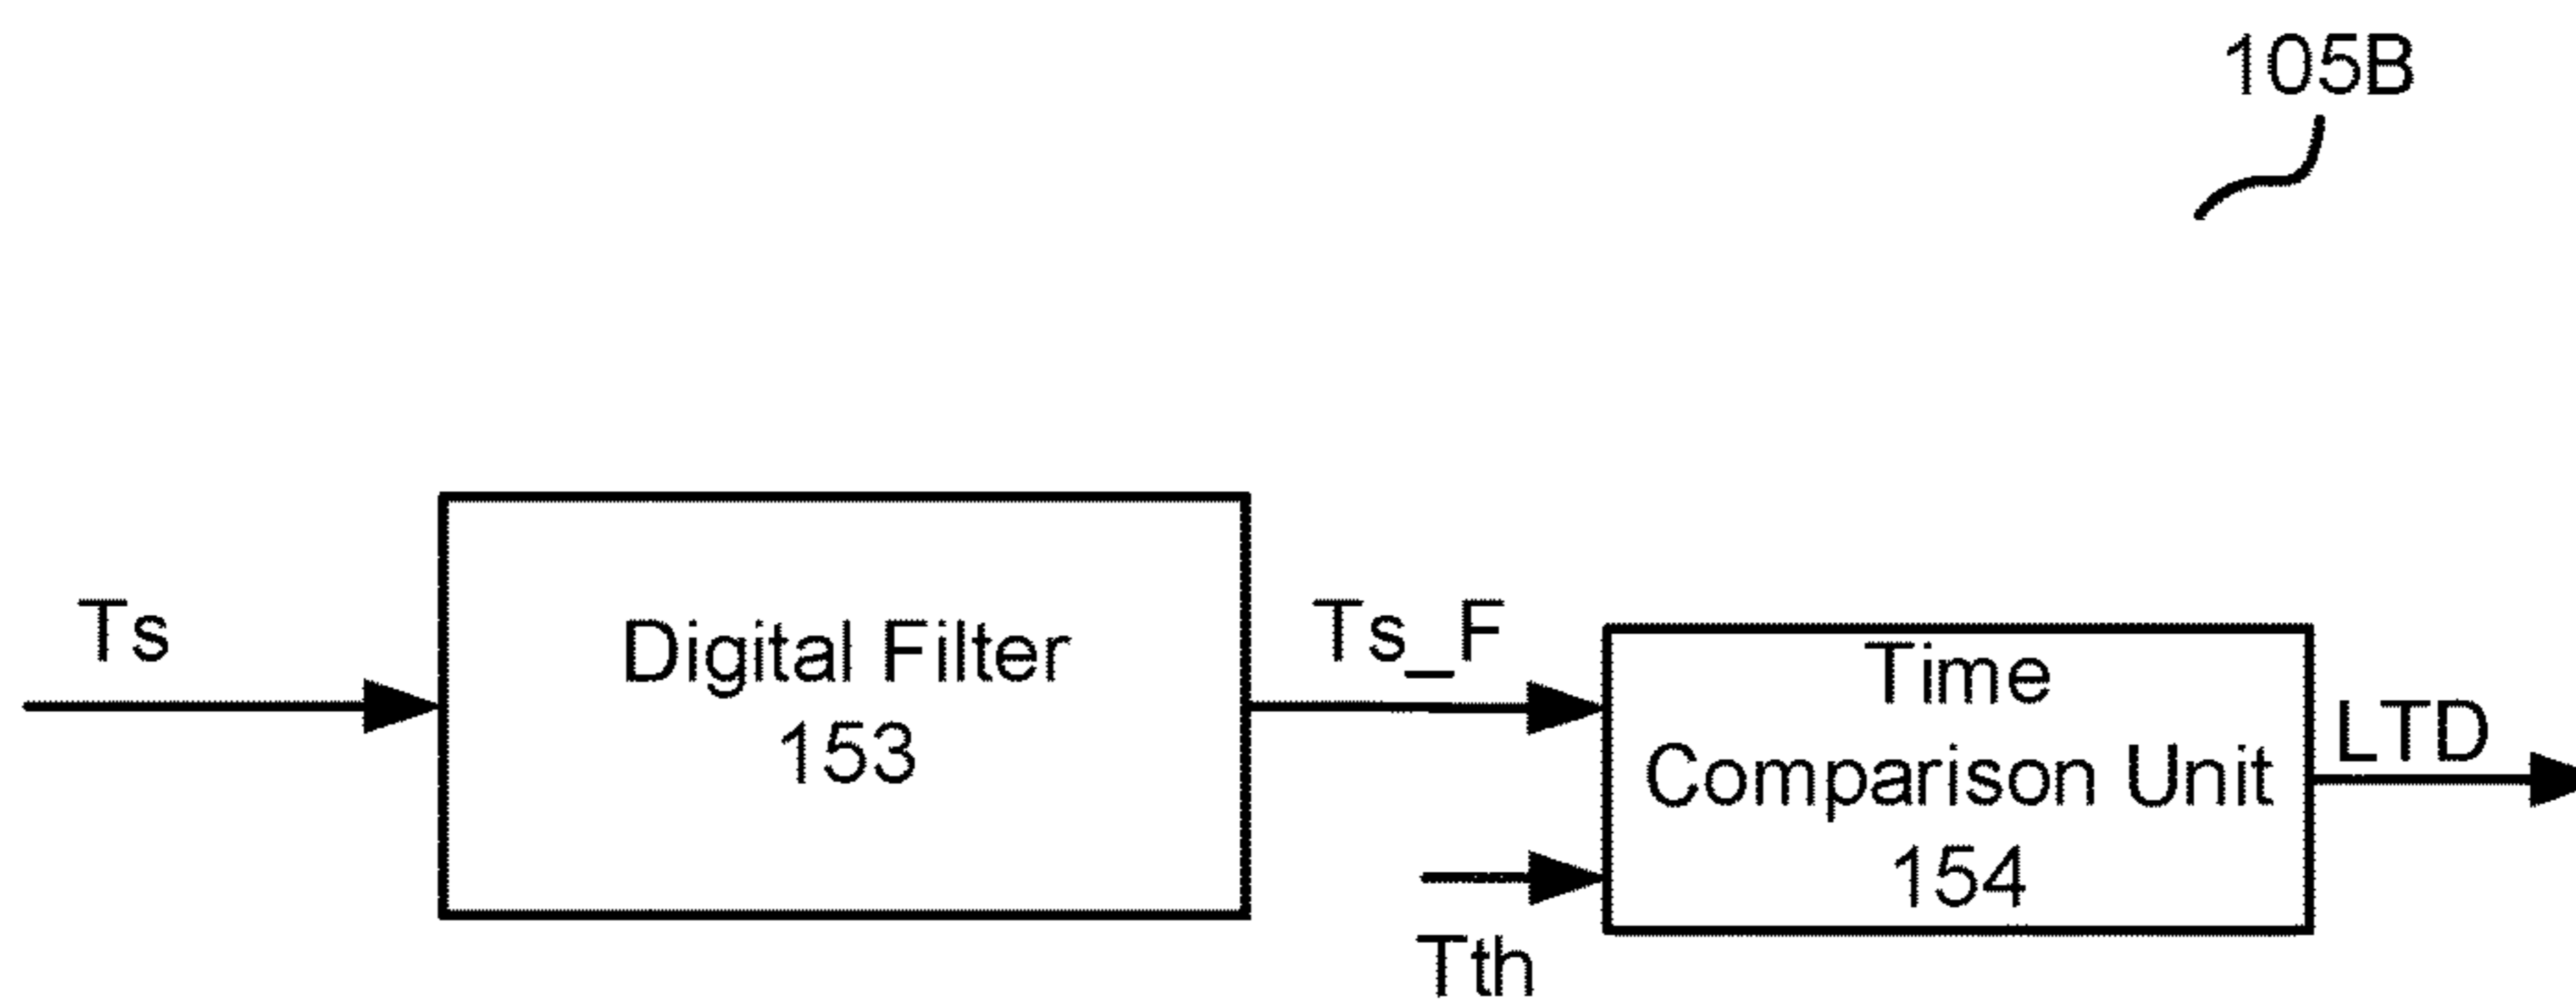 105B
Ts
Digital Filter
153
Ts_F
Time
Comparison Unit
154
LTD
Tth